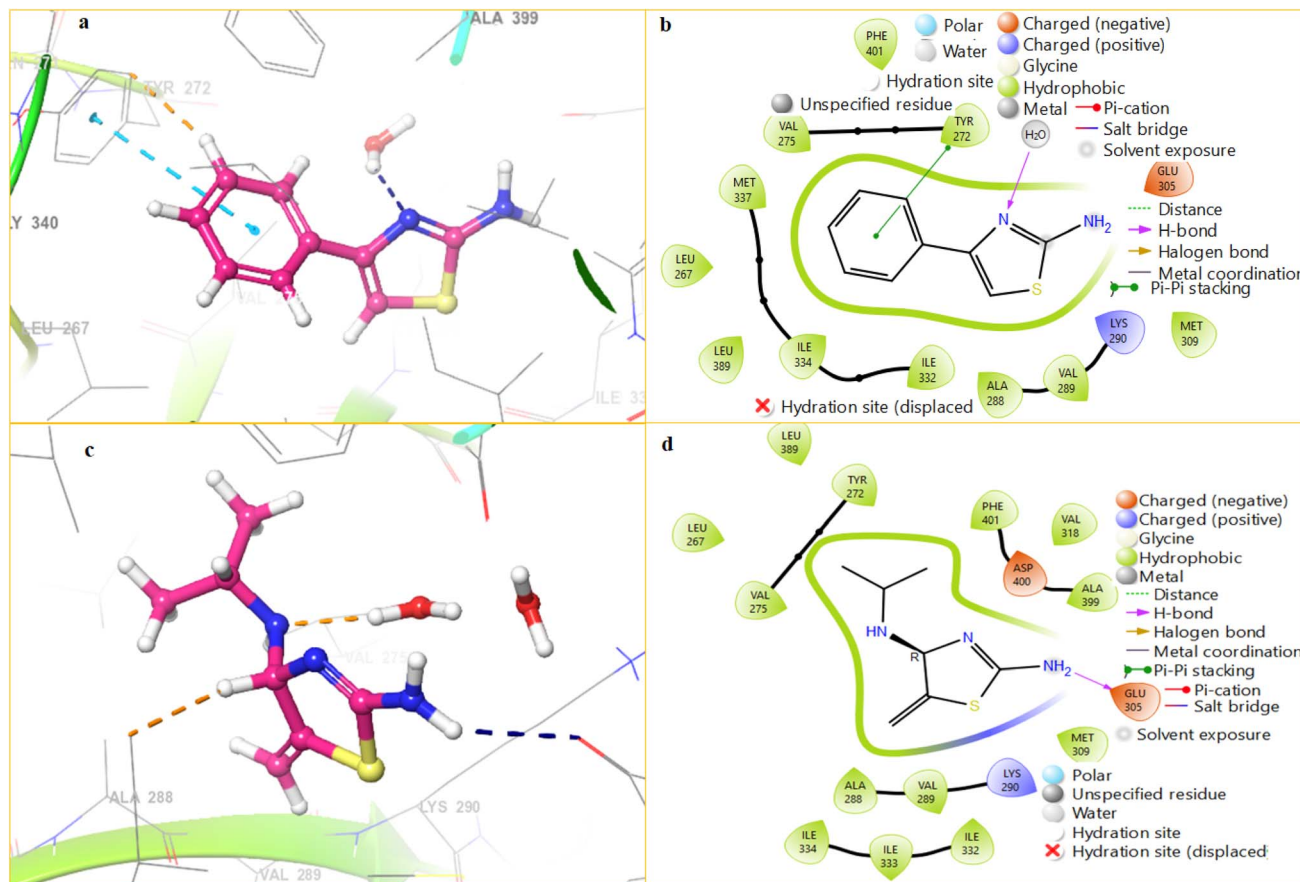 a
ALA 399
TYR 272
LY 340
VAL 275
LEU 267
ILE 33
b
PHE
401
Polar
Water
Hydration site
Unspecified residue
Charged (negative)
Charged (positive)
Glycine
Hydrophobic
Metal
Pi-cation
Salt bridge
Solvent exposure
VAL
275
TYR
272
H₂O
GLU
305
MET
337
N
NH₂
S
Distance
H-bond
Halogen bond
Metal coordination
Pi-Pi stacking
LEU
267
LEU
389
ILE
334
ILE
332
ALA
288
VAL
289
LYS
290
MET
309
Hydration site (displaced
c
VAL 275
ALA 288
LYS 290
VAL 289
d
LEU
389
TYR
272
LEU
267
VAL
275
PHE
401
VAL
318
ASP
400
ALA
399
HN
R
N
NH₂
S
GLU
305
MET
309
Charged (negative)
Charged (positive)
Glycine
Hydrophobic
Metal
Distance
H-bond
Halogen bond
Metal coordination
Pi-Pi stacking
Pi-cation
Salt bridge
Solvent exposure
Polar
Unspecified residue
Water
Hydration site
Hydration site (displaced)
ALA
288
VAL
289
LYS
290
ILE
334
ILE
333
ILE
332